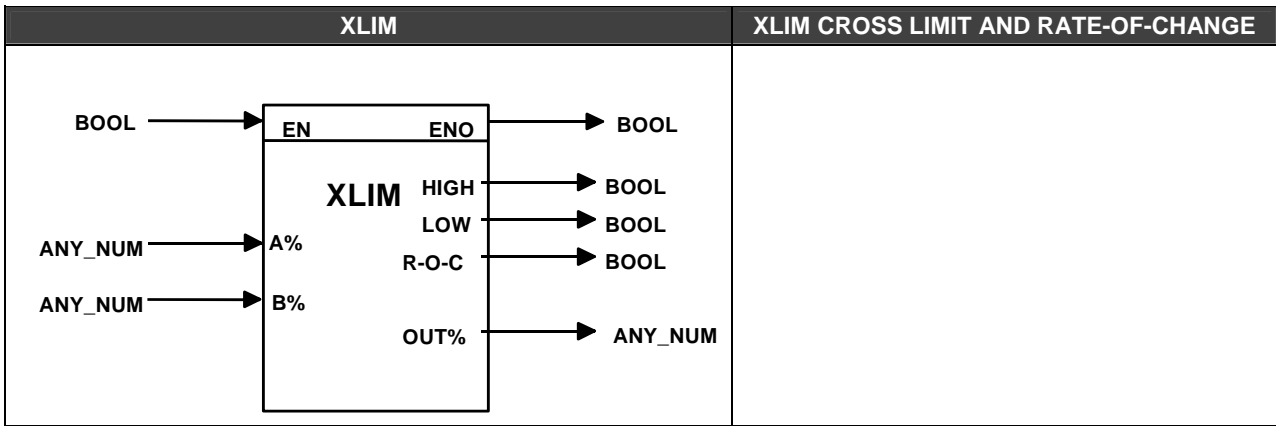 XLIM
XLIM CROSS LIMIT AND RATE-OF-CHANGE
BOOL EN ENO BOOL
XLIM HIGH BOOL
LOW BOOL
ANY_NUM A% R-O-C BOOL
ANY_NUM B%
OUT% ANY_NUM